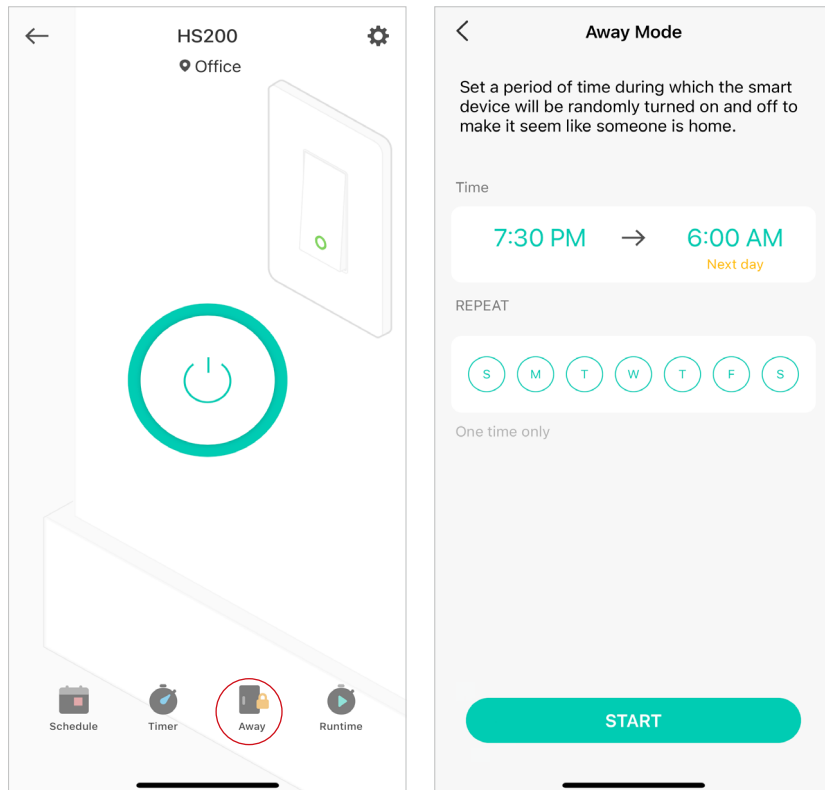 HS200
Office
Schedule
Timer
Away
Runtime
Away Mode
Set a period of time during which the smart
device will be randomly turned on and off to
make it seem like someone is home.
Time
7:30 PM → 6:00 AM
Next day
REPEAT
S M T W T F S
One time only
START